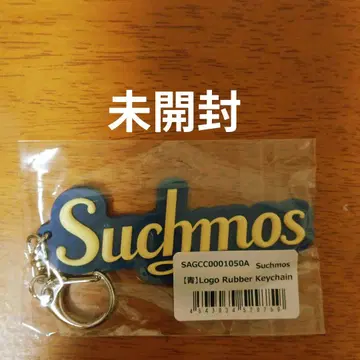 未開封
Suchmos
SAGCC0001050A Suchmos
【青】Logo Rubber Keychain